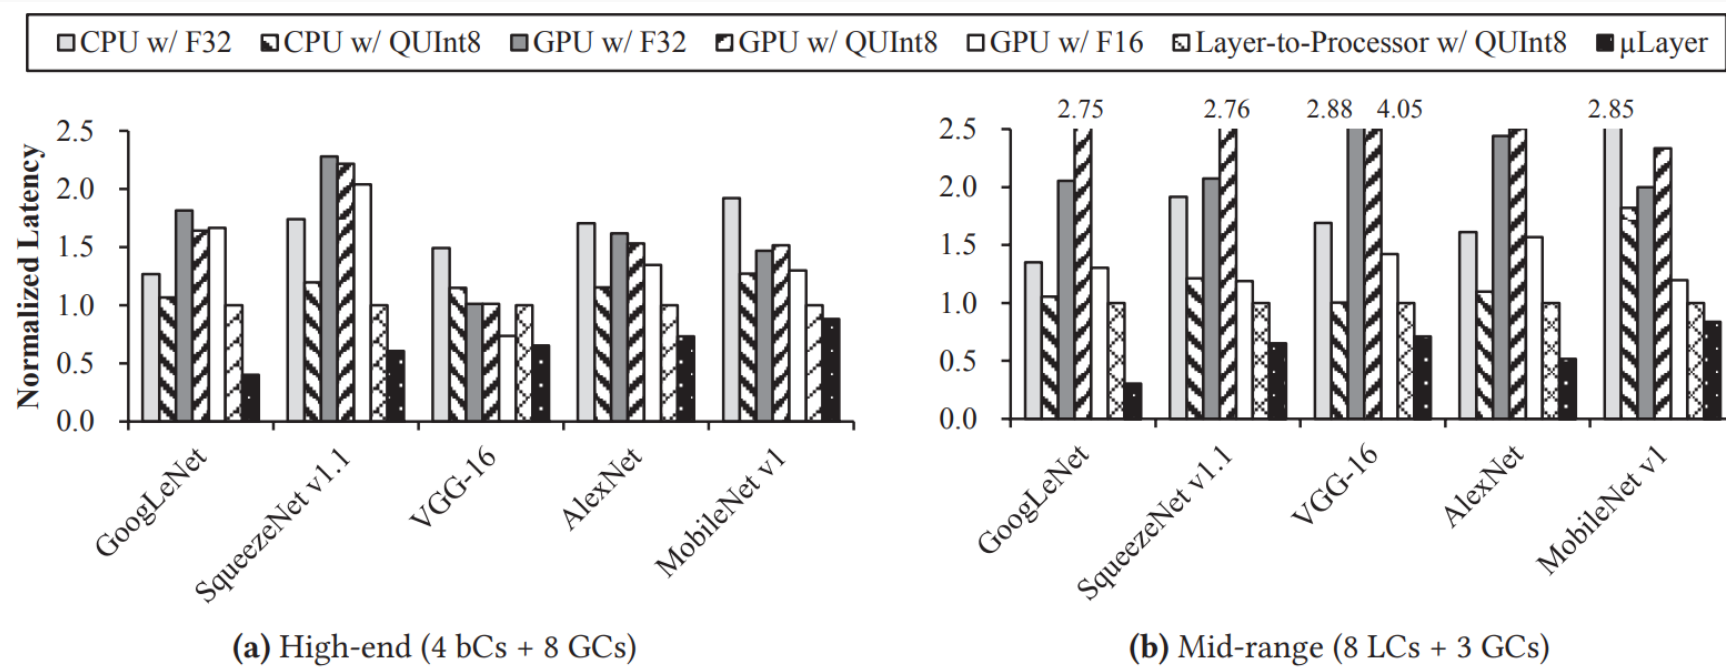 CPU w/ F32 CPU w/ QUInt8 GPU w/ F32 GPU w/ QUInt8 GPU w/ F16 Layer-to-Processor w/ QUInt8 µLayer
Normalized Latency
2.5
2.0
1.5
1.0
0.5
0.0
GoogLeNet
SqueezeNet v1.1
VGG-16
AlexNet
MobileNet v1
(a) High-end (4 bCs + 8 GCs)
2.75 2.76 2.88 4.05 2.85
2.5
2.0
1.5
1.0
0.5
0.0
GoogLeNet
SqueezeNet v1.1
VGG-16
AlexNet
MobileNet v1
(b) Mid-range (8 LCs + 3 GCs)